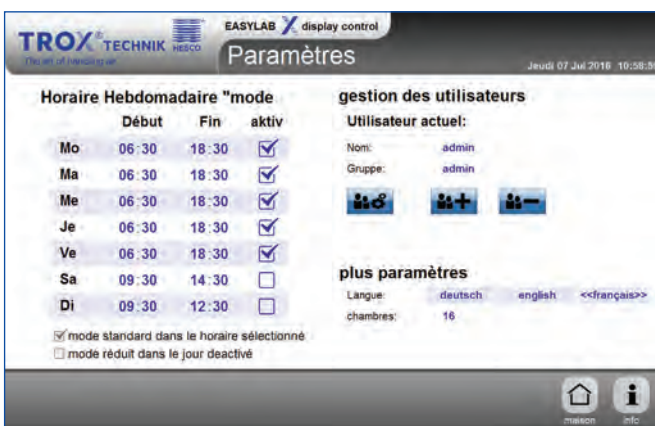 EASYLAB X display control
TROX® TECHNIK HESCO
The art of handling air
Paramètres
Jeudi 07 Jul 2016 10:58:59
Horaire Hebdomadaire "mode
Début Fin aktiv
Mo 06:30 18:30
Ma 06:30 18:30
Me 06:30 18:30
Je 06:30 18:30
Ve 06:30 18:30
Sa 09:30 14:30
Di 09:30 12:30
mode standard dans le horaire sélectionné
mode réduit dans le jour deactivé
gestion des utilisateurs
Utilisateur actuel:
Nom: admin
Gruppe: admin
plus paramètres
Langue: deutsch english <<français>>
chambres: 16
maison info